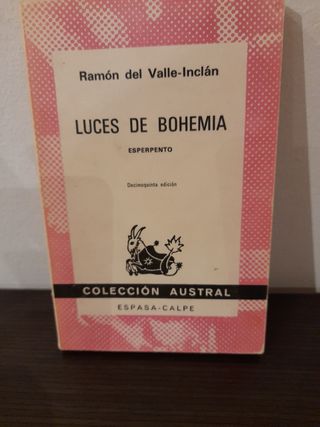 Ramón del Valle-Inclán
LUCES DE BOHEMIA
ESPERPENTO
Decimoquinta edición
COLECCIÓN AUSTRAL
ESPASA-CALPE